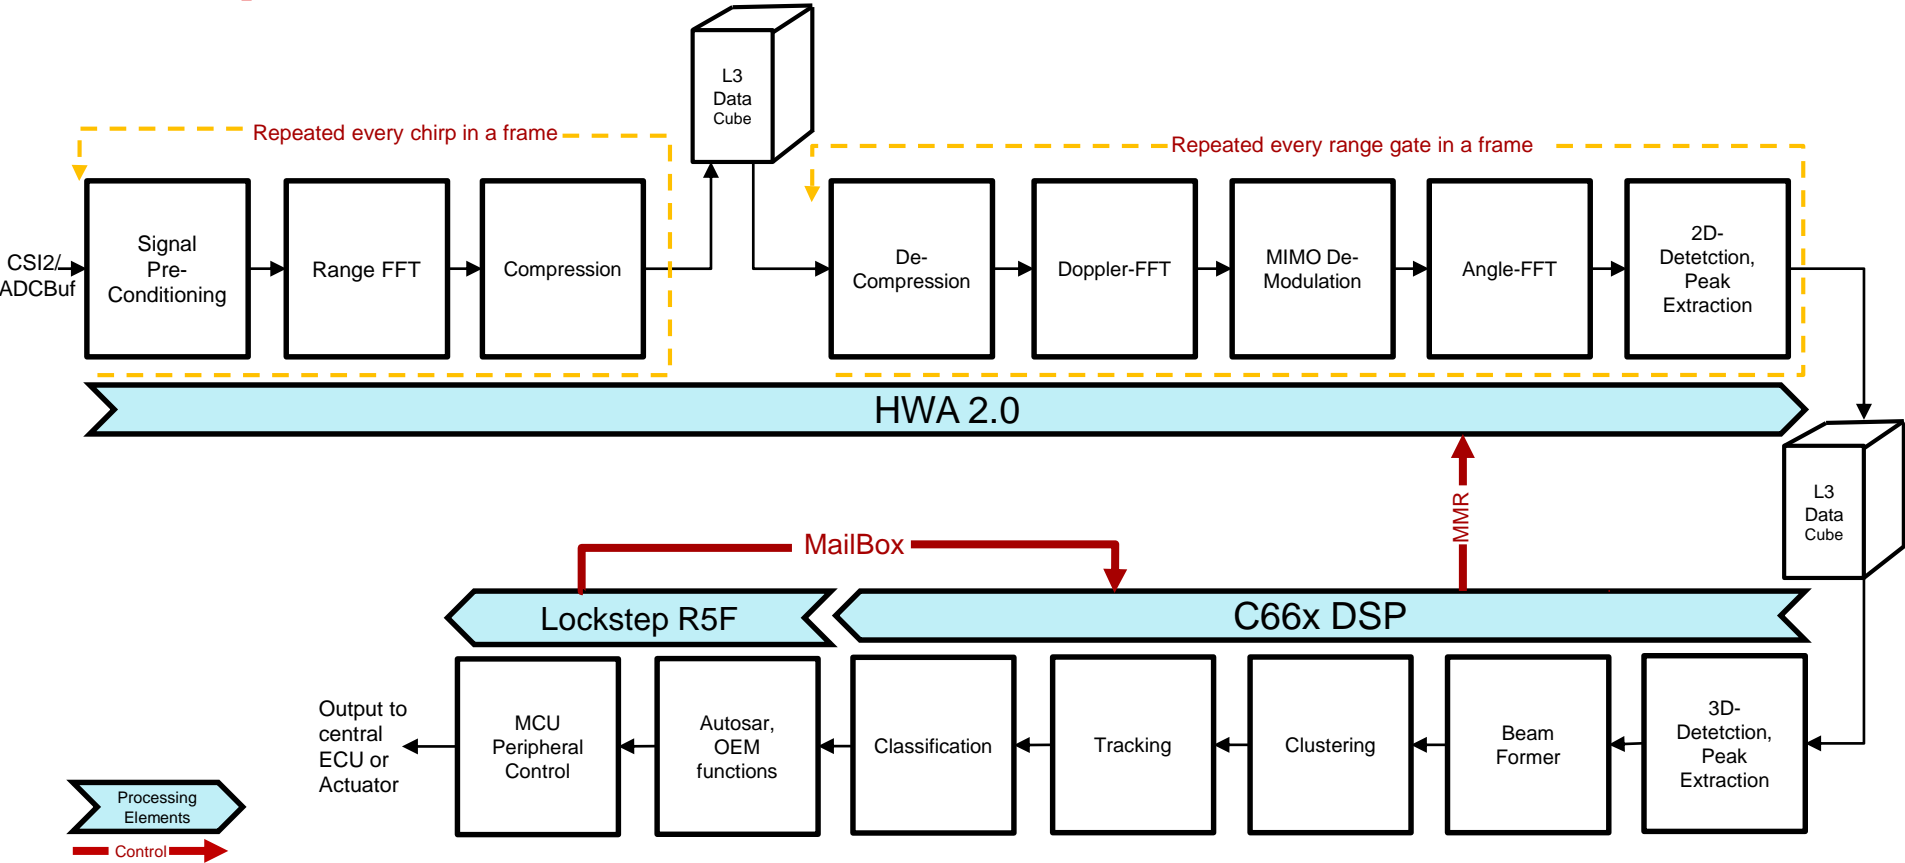 L3
Data
Cube
Repeated every chirp in a frame
Repeated every range gate in a frame
CSI2/
ADCBuf
Signal
Pre-
Conditioning
Range FFT
Compression
De-
Compression
Doppler-FFT
MIMO De-
Modulation
Angle-FFT
2D-
Detetction,
Peak
Extraction
HWA 2.0
L3
Data
Cube
MMR
MailBox
Lockstep R5F
C66x DSP
Output to
central
ECU or
Actuator
MCU
Peripheral
Control
Autosar,
OEM
functions
Classification
Tracking
Clustering
Beam
Former
3D-
Detetction,
Peak
Extraction
Processing
Elements
Control